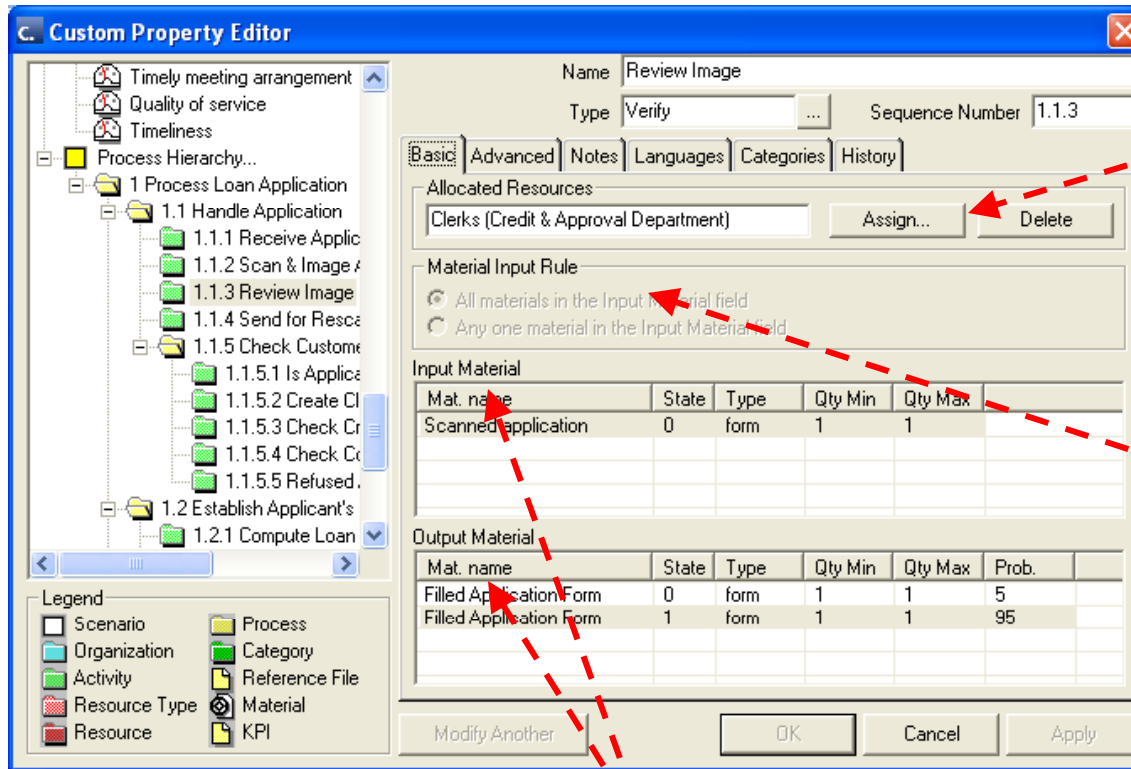 C. Custom Property Editor
Timely meeting arrangement
Quality of service
Timeliness
Process Hierarchy...
1 Process Loan Application
1.1 Handle Application
1.1.1 Receive Applic
1.1.2 Scan & Image A
1.1.3 Review Image
1.1.4 Send for Resca
1.1.5 Check Custome
1.1.5.1 Is Applica
1.1.5.2 Create Cl
1.1.5.3 Check Cr
1.1.5.4 Check Co
1.1.5.5 Refused
1.2 Establish Applicant's
1.2.1 Compute Loan
Legend
Scenario Process
Organization Category
Activity Reference File
Resource Type Material
Resource KPI
Name Review Image
Type Verify ... Sequence Number 1.1.3
Basic Advanced Notes Languages Categories History
Allocated Resources
Clerks (Credit & Approval Department) Assign... Delete
Material Input Rule
All materials in the Input Material field
Any one material in the Input Material field
Input Material
Mat. name State Type Qty Min Qty Max
Scanned application 0 form 1 1
Output Material
Mat. name State Type Qty Min Qty Max Prob.
Filled Application Form 0 form 1 1 5
Filled Application Form 1 form 1 1 95
Modify Another OK Cancel Apply